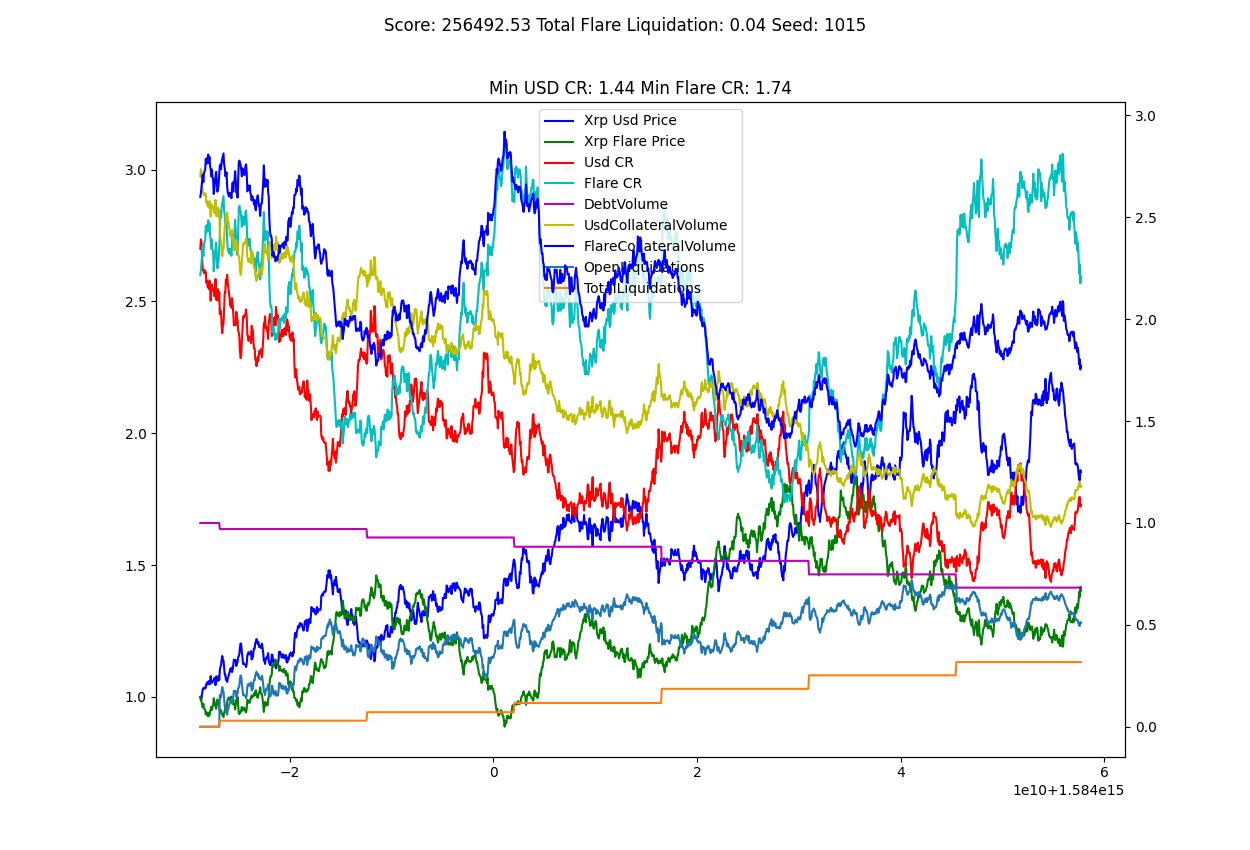 Score: 256492.53 Total Flare Liquidation: 0.04 Seed: 1015
Min USD CR: 1.44 Min Flare CR: 1.74
Xrp Usd Price
Xrp Flare Price
Usd CR
Flare CR
DebtVolume
UsdCollateralVolume
FlareCollateralVolume
OpenLiquidations
TotalLiquidations
3.0
2.5
2.0
1.5
1.0
3.0
2.5
2.0
1.5
1.0
0.5
0.0
−2
0
2
4
6
1e10+1.584e15